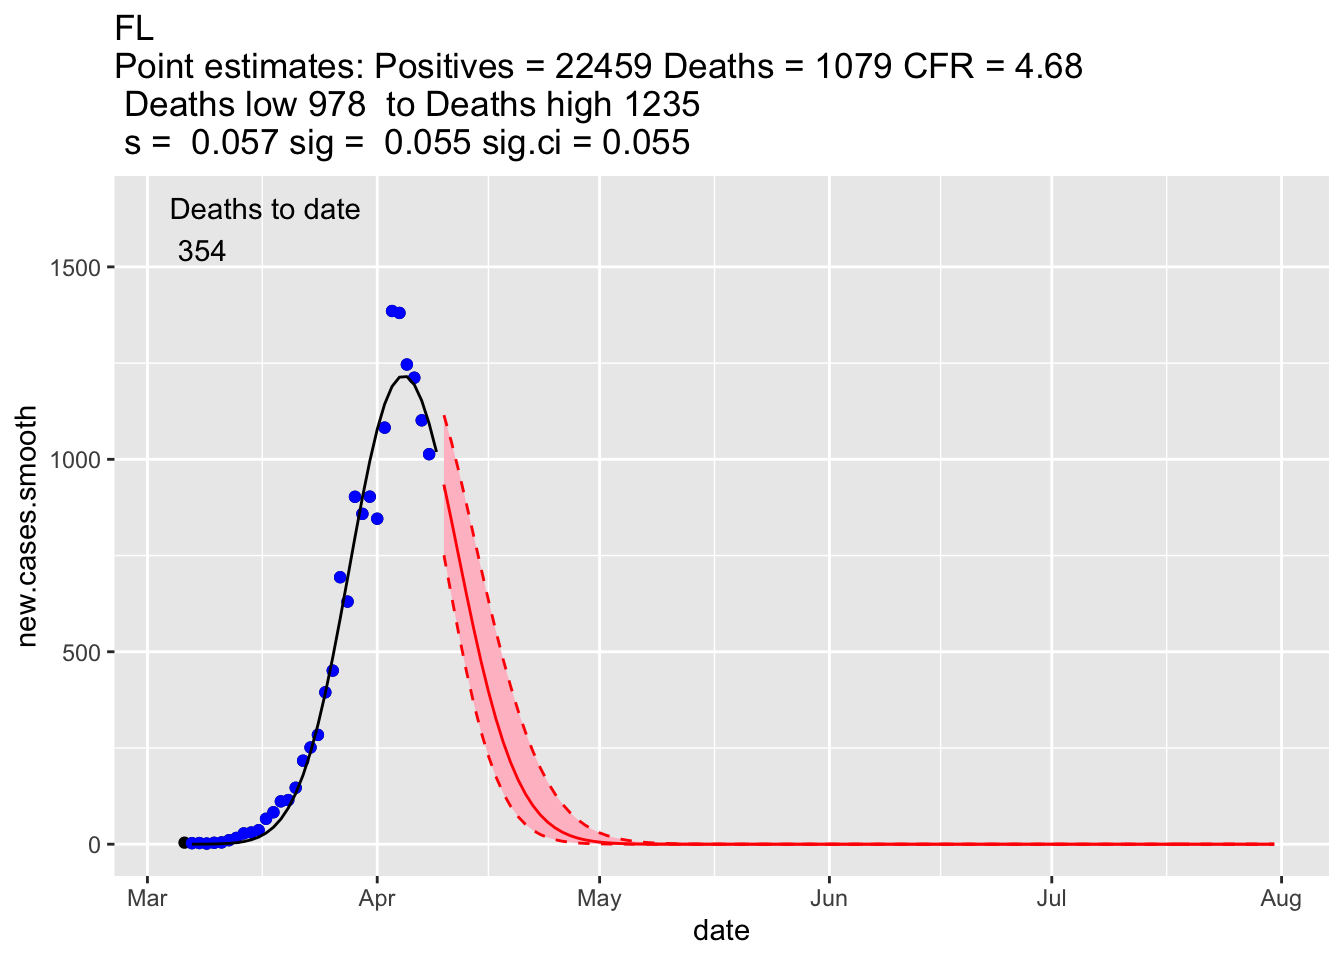 FL
Point estimates: Positives = 22459 Deaths = 1079 CFR = 4.68
Deaths low 978  to Deaths high 1235
s =  0.057 sig =  0.055 sig.ci = 0.055
Deaths to date
354
1500
1000
500
0
new.cases.smooth
Mar Apr May Jun Jul Aug
date